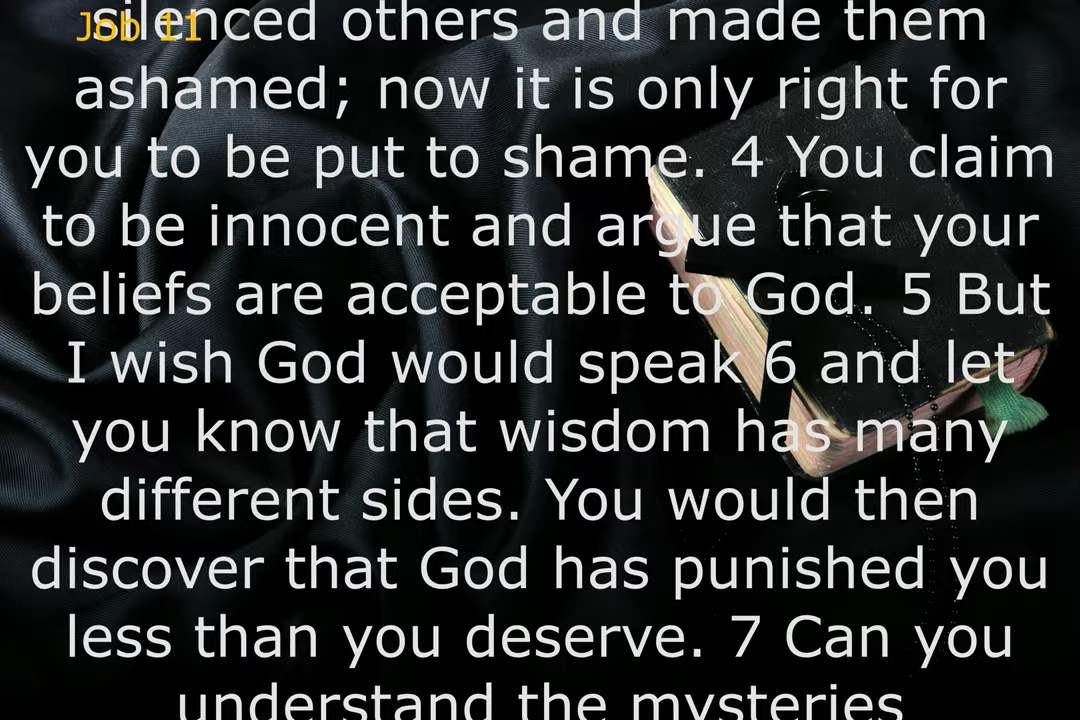 Job 11
silenced others and made them
ashamed; now it is only right for
you to be put to shame. 4 You claim
to be innocent and argue that your
beliefs are acceptable to God. 5 But
I wish God would speak 6 and let
you know that wisdom has many
different sides. You would then
discover that God has punished you
less than you deserve. 7 Can you
understand the mysteries